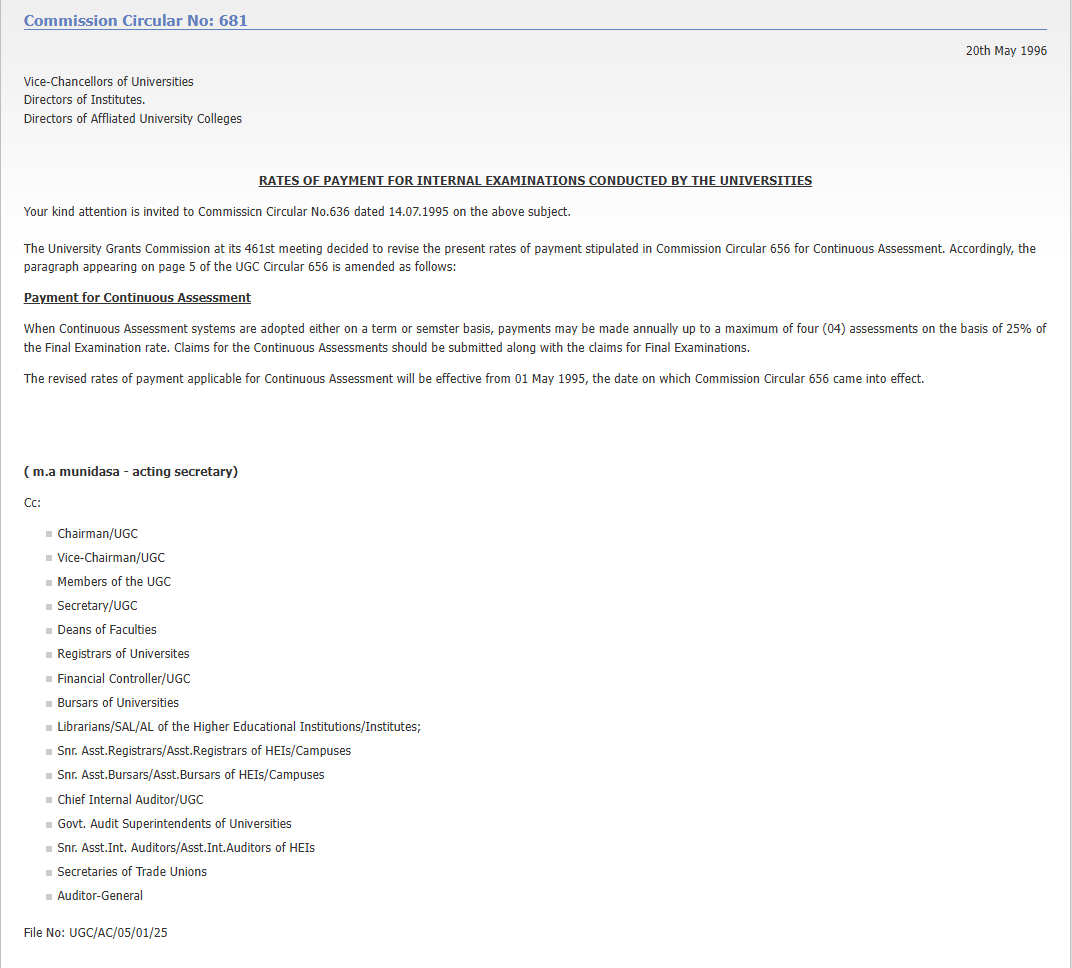 Commission Circular No: 681
20th May 1996
Vice-Chancellors of Universities
Directors of Institutes.
Directors of Affliated University Colleges
RATES OF PAYMENT FOR INTERNAL EXAMINATIONS CONDUCTED BY THE UNIVERSITIES
Your kind attention is invited to Commissicn Circular No.636 dated 14.07.1995 on the above subject.
The University Grants Commission at its 461st meeting decided to revise the present rates of payment stipulated in Commission Circular 656 for Continuous Assessment. Accordingly, the
paragraph appearing on page 5 of the UGC Circular 656 is amended as follows:
Payment for Continuous Assessment
When Continuous Assessment systems are adopted either on a term or semster basis, payments may be made annually up to a maximum of four (04) assessments on the basis of 25% of
the Final Examination rate. Claims for the Continuous Assessments should be submitted along with the claims for Final Examinations.
The revised rates of payment applicable for Continuous Assessment will be effective from 01 May 1995, the date on which Commission Circular 656 came into effect.
( m.a munidasa - acting secretary)
Cc:
Chairman/UGC
Vice-Chairman/UGC
Members of the UGC
Secretary/UGC
Deans of Faculties
Registrars of Universites
Financial Controller/UGC
Bursars of Universities
Librarians/SAL/AL of the Higher Educational Institutions/Institutes;
Snr. Asst.Registrars/Asst.Registrars of HEIs/Campuses
Snr. Asst.Bursars/Asst.Bursars of HEIs/Campuses
Chief Internal Auditor/UGC
Govt. Audit Superintendents of Universities
Snr. Asst.Int. Auditors/Asst.Int.Auditors of HEIs
Secretaries of Trade Unions
Auditor-General
File No: UGC/AC/05/01/25